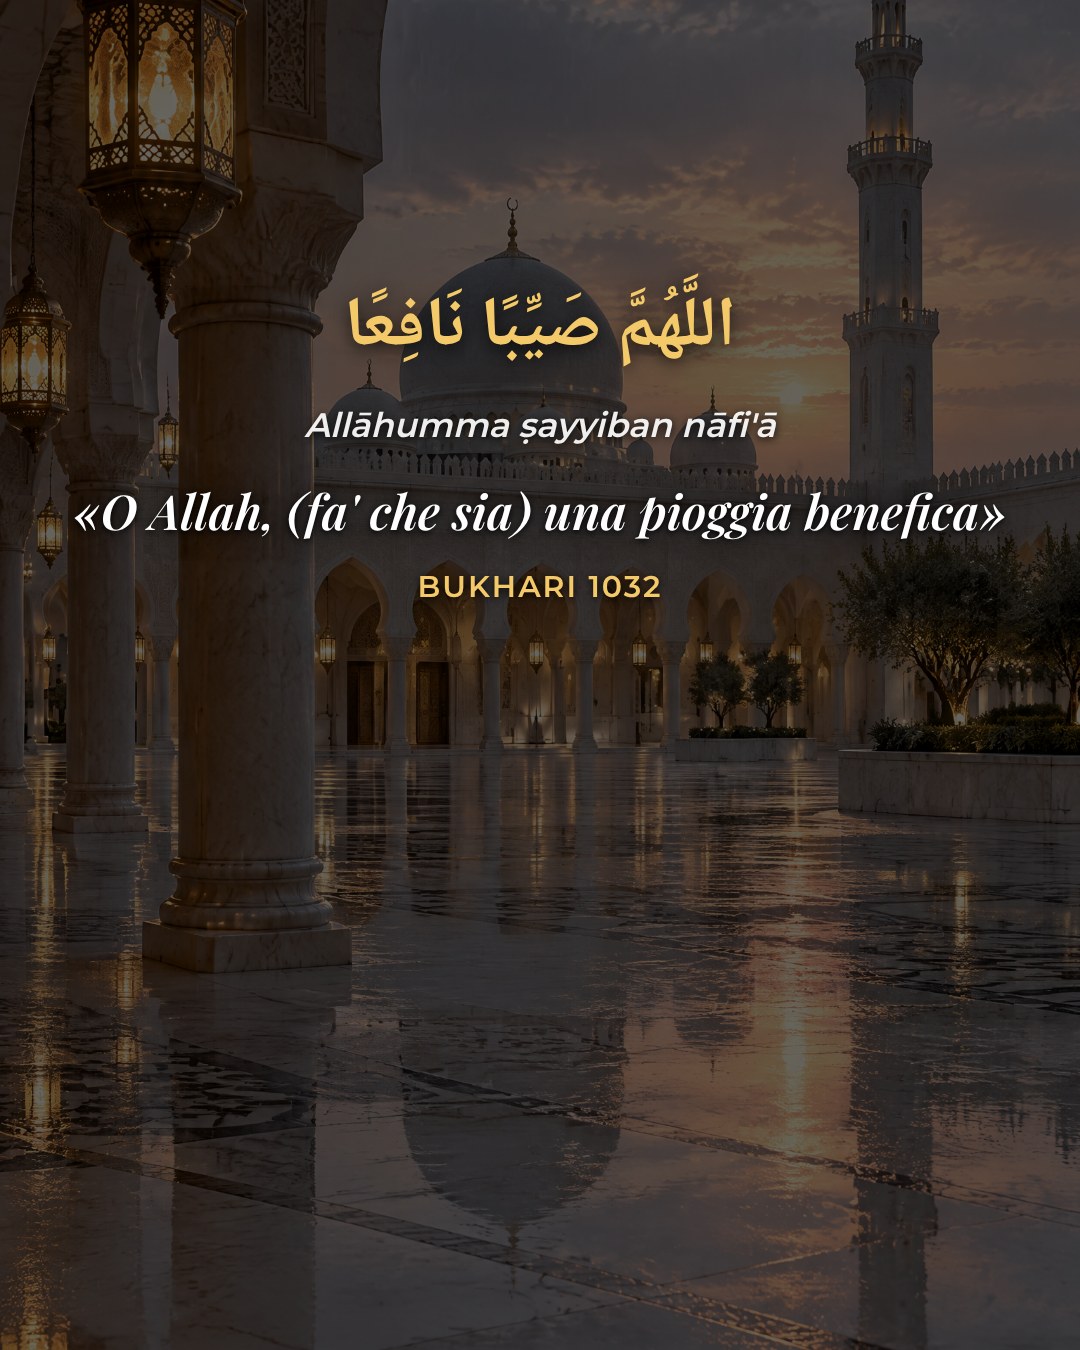 اللَّهُمَّ صَيِّبًا نَافِعًا
Allāhumma ṣayyiban nāfi'ā
«O Allah, (fa' che sia) una pioggia benefica»
BUKHARI 1032